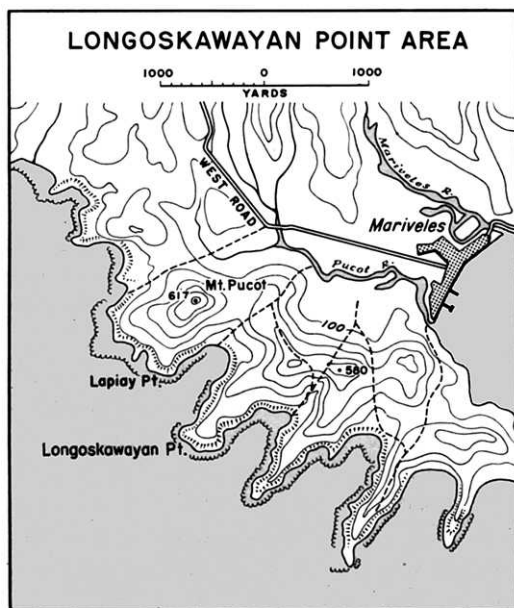 LONGOSKAWAYAN POINT AREA
1000 0 1000
YARDS
WEST ROAD
Mariveles R.
Mariveles
Pucot R.
Mt. Pucot
617
100
580
Lapiay Pt.
Longoskawayan Pt.